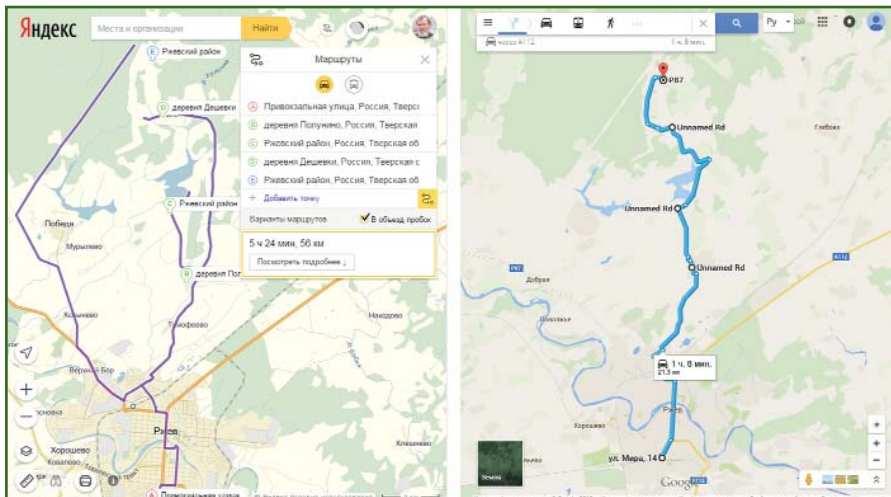 Яндекс
Места и организации
Найти
Маршруты
Привокзальная улица, Россия, Тверс
деревня Полунино, Россия, Тверская
Ржевский район, Россия, Тверская об
деревня Дешевки, Россия, Тверская с
Ржевский район, Россия, Тверская об
+ Добавить точку
Варианты маршрутов
В объезд пробок
5 ч 24 мин, 56 км
Посмотреть подробнее ↓
E Ржевский район
D деревня Дешевки
C Ржевский район
B деревня Пол
Победа
Мурылево
Тимофеево
Находово
Верхний Бор
Ржев
Хорошево
Ковалево
Клешнево
A Привокзальная улица
Ру
1 ч. 8 мин.
P87
Unnamed Rd
Глебово
Unnamed Rd
Unnamed Rd
A112
P87
Добрая
1 ч. 8 мин.
21,3 км
Хорошево
Ржев
ул. Мира, 14
Земля
Google